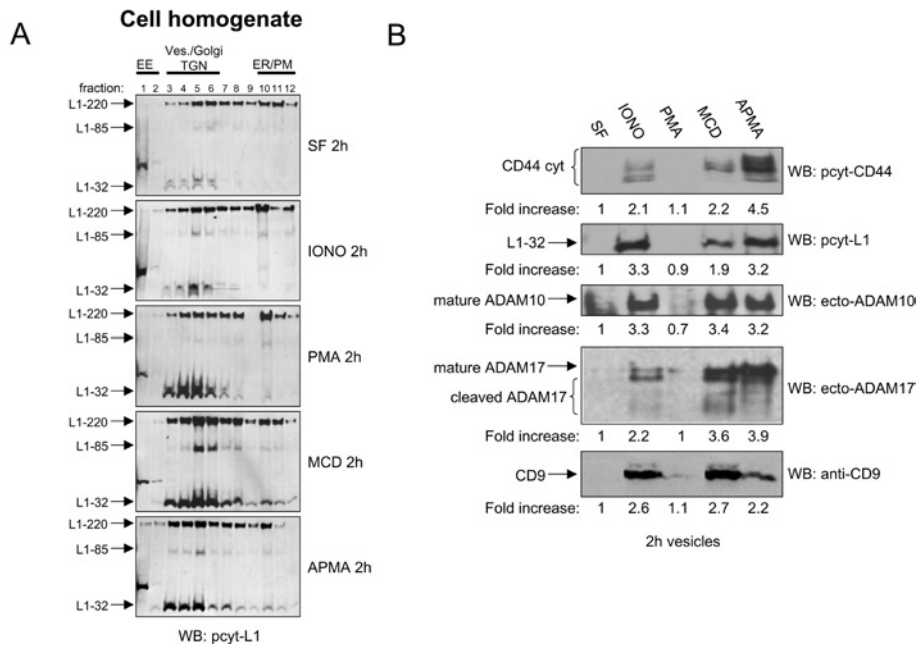 A
Cell homogenate
Ves./Golgi
EE TGN ER/PM
fraction: 1 2 3 4 5 6 7 8 9 10 11 12
L1-220
L1-85
SF 2h
L1-32
L1-220
L1-85
IONO 2h
L1-32
L1-220
L1-85
PMA 2h
L1-32
L1-220
L1-85
MCD 2h
L1-32
L1-220
L1-85
APMA 2h
L1-32
WB: pcyt-L1
B
SF IONO PMA MCD APMA
CD44 cyt WB: pcyt-CD44
Fold increase: 1 2.1 1.1 2.2 4.5
L1-32 WB: pcyt-L1
Fold increase: 1 3.3 0.9 1.9 3.2
mature ADAM10 WB: ecto-ADAM10
Fold increase: 1 3.3 0.7 3.4 3.2
mature ADAM17 WB: ecto-ADAM17
cleaved ADAM17
Fold increase: 1 2.2 1 3.6 3.9
CD9 WB: anti-CD9
Fold increase: 1 2.6 1.1 2.7 2.2
2h vesicles